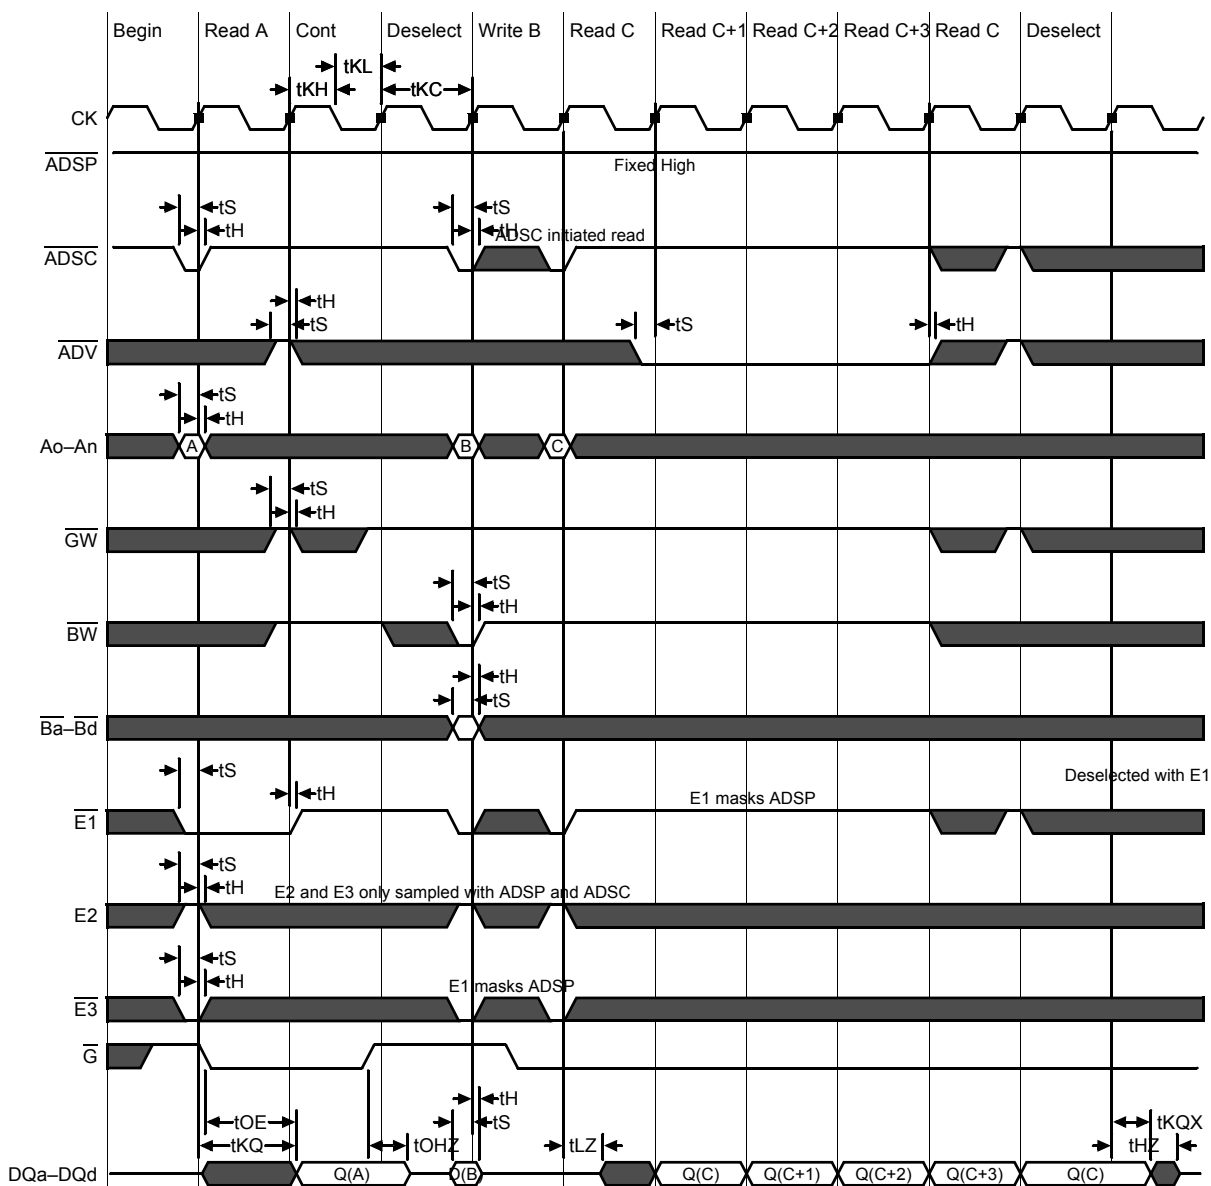 Begin Read A Cont Deselect Write B Read C Read C+1 Read C+2 Read C+3 Read C Deselect
tKL
tKH tKC
CK
ADSP
Fixed High
tS tS
tH tH
ADSC initiated read
ADSC
tH
tS tS tH
ADV
tS
tH
Ao–An A B C
tS
tH
GW
tS
tH
BW
tH
tS
Ba–Bd
tS Deselected with E1
tH
E1 masks ADSP
E1
tS
tH
E2 and E3 only sampled with ADSP and ADSC
E2
tS
tH
E1 masks ADSP
E3
G
tH
tOE tS tKQX
tKQ tOHZ tLZ tHZ
DQa–DQd Q(A) D(B) Q(C) Q(C+1) Q(C+2) Q(C+3) Q(C)